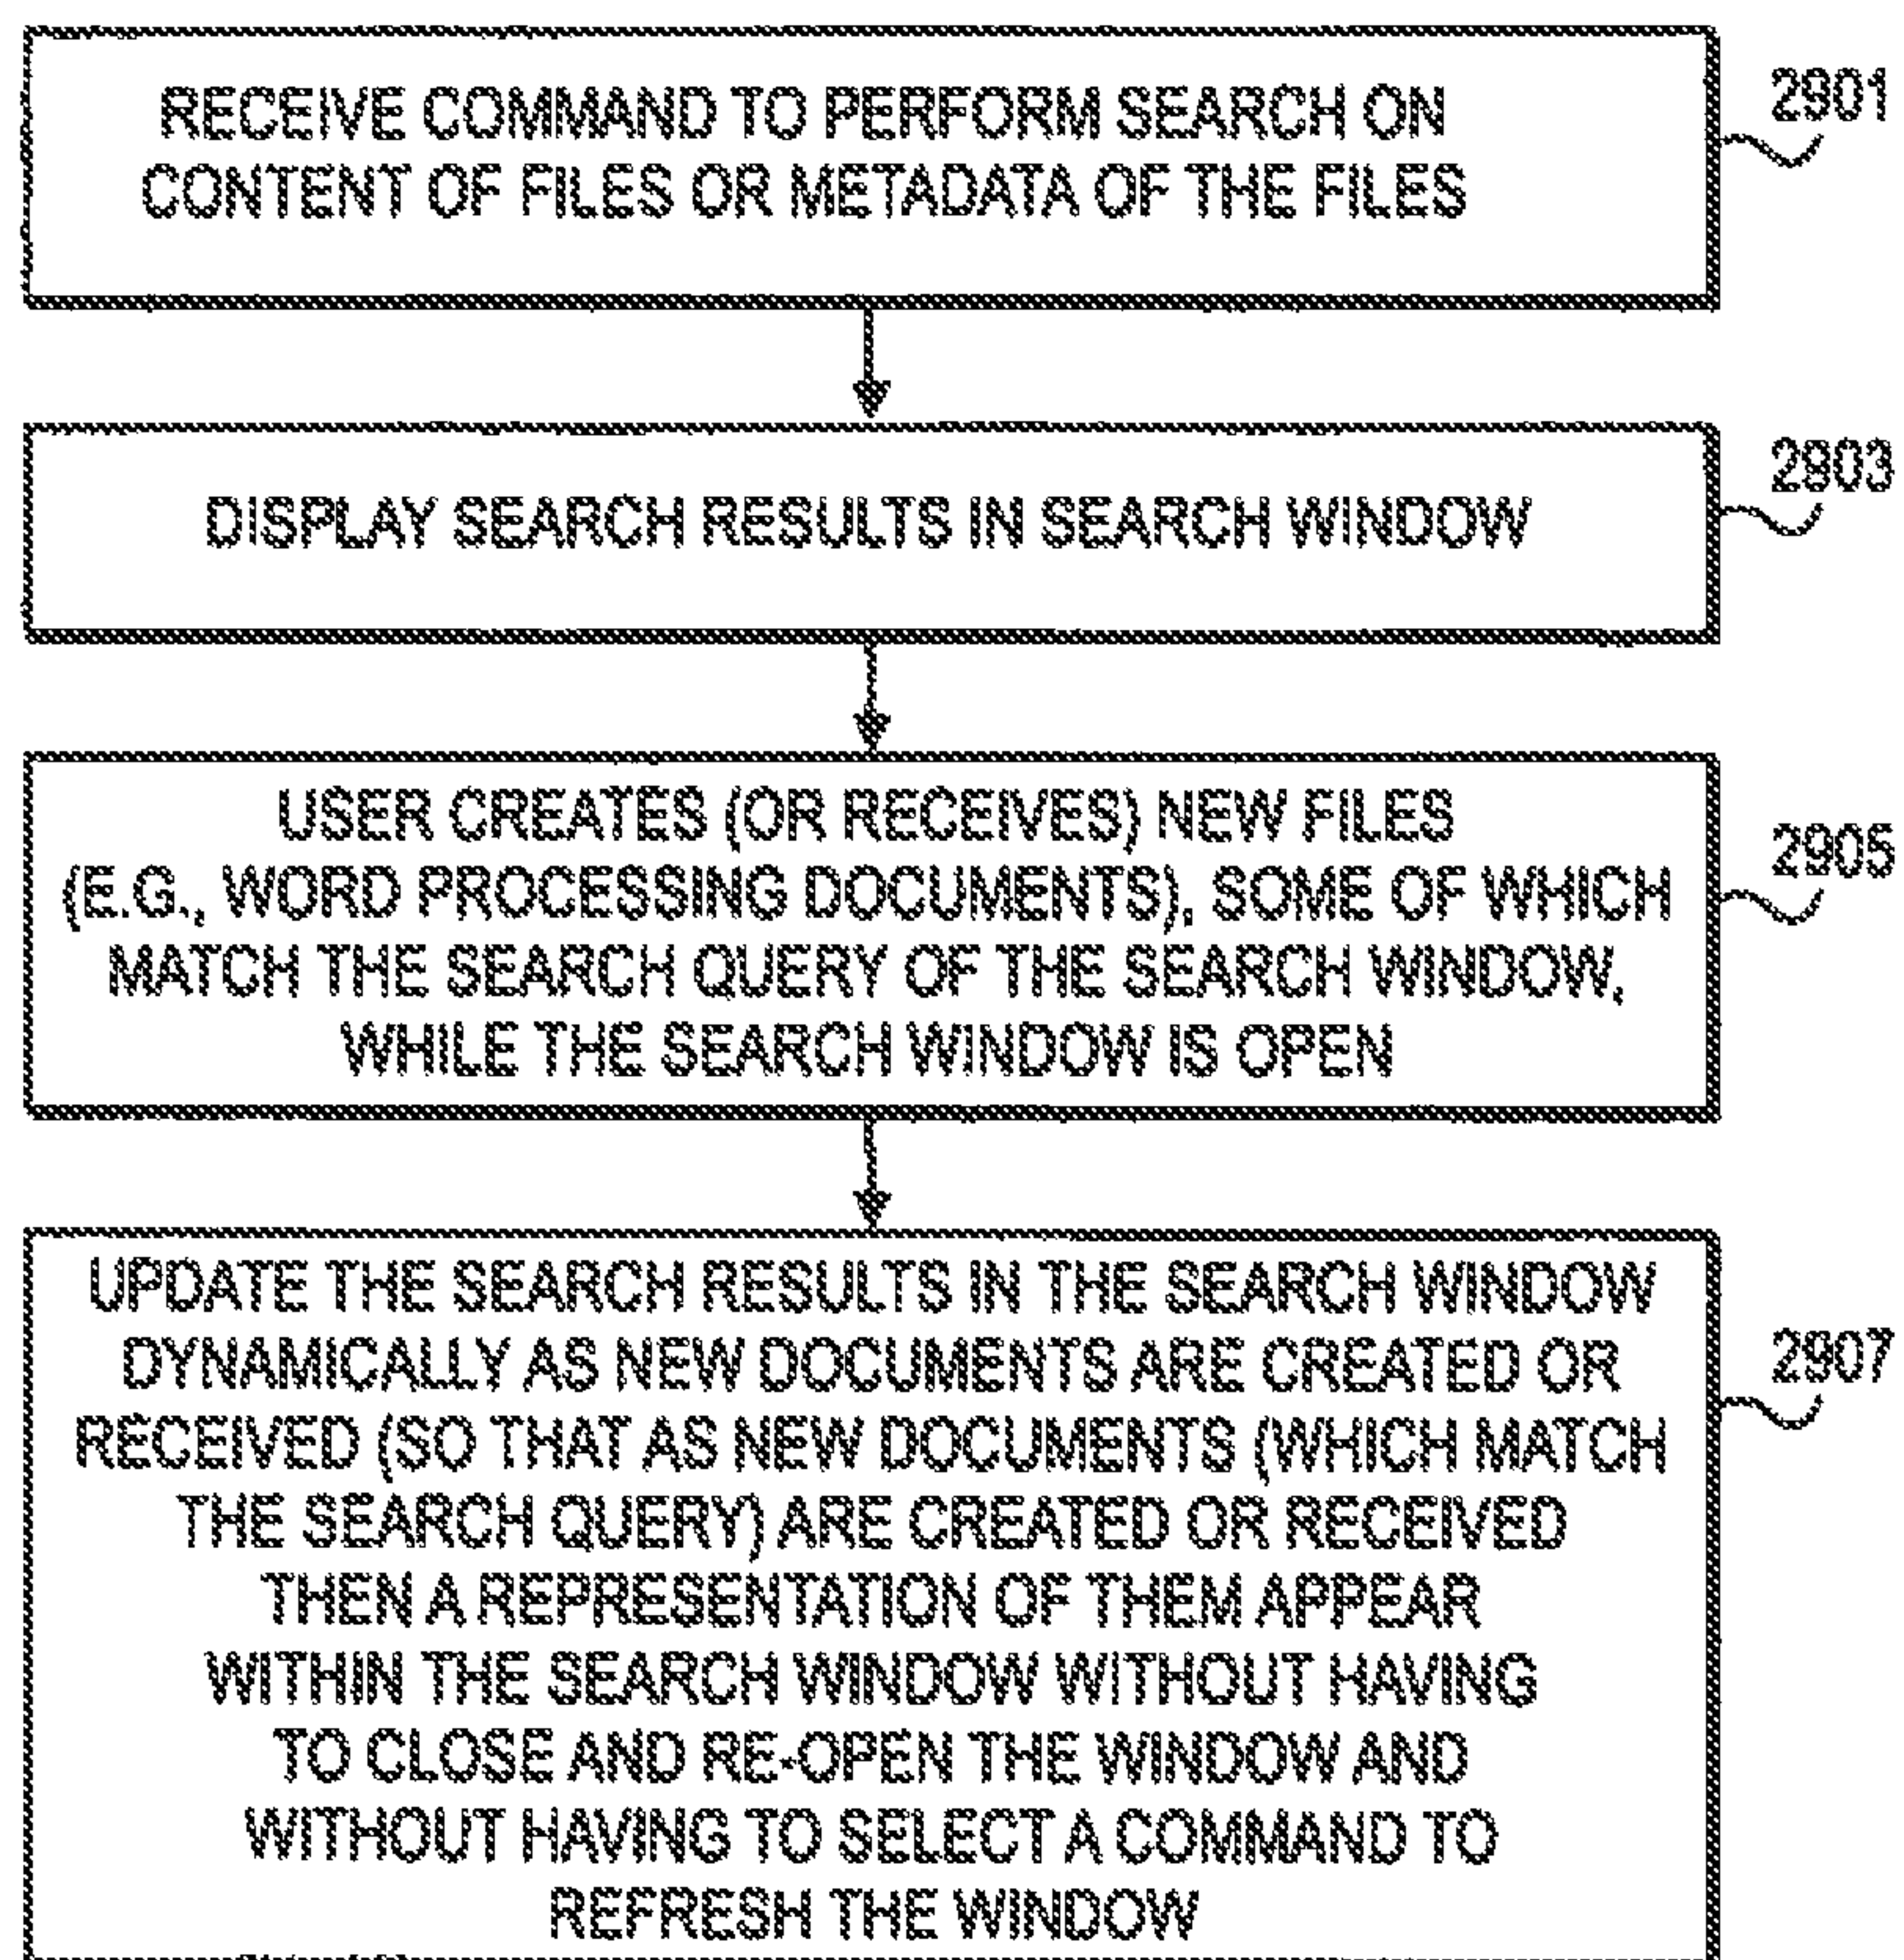 RECEIVE COMMAND TO PERFORM SEARCH ON
CONTENT OF FILES OR METADATA OF THE FILES
2901
DISPLAY SEARCH RESULTS IN SEARCH WINDOW
2903
USER CREATES (OR RECEIVES) NEW FILES
(E.G., WORD PROCESSING DOCUMENTS), SOME OF WHICH
MATCH THE SEARCH QUERY OF THE SEARCH WINDOW,
WHILE THE SEARCH WINDOW IS OPEN
2905
UPDATE THE SEARCH RESULTS IN THE SEARCH WINDOW
DYNAMICALLY AS NEW DOCUMENTS ARE CREATED OR
RECEIVED (SO THAT AS NEW DOCUMENTS (WHICH MATCH
THE SEARCH QUERY) ARE CREATED OR RECEIVED
THEN A REPRESENTATION OF THEM APPEAR
WITHIN THE SEARCH WINDOW WITHOUT HAVING
TO CLOSE AND RE-OPEN THE WINDOW AND
WITHOUT HAVING TO SELECT A COMMAND TO
REFRESH THE WINDOW
2907